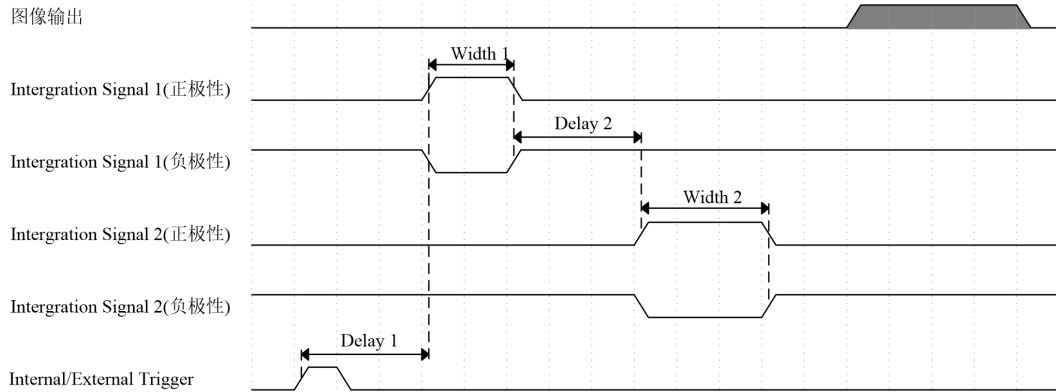 图像输出
Width 1
Intergration Signal 1(正极性)
Delay 2
Intergration Signal 1(负极性)
Width 2
Intergration Signal 2(正极性)
Intergration Signal 2(负极性)
Delay 1
Internal/External Trigger